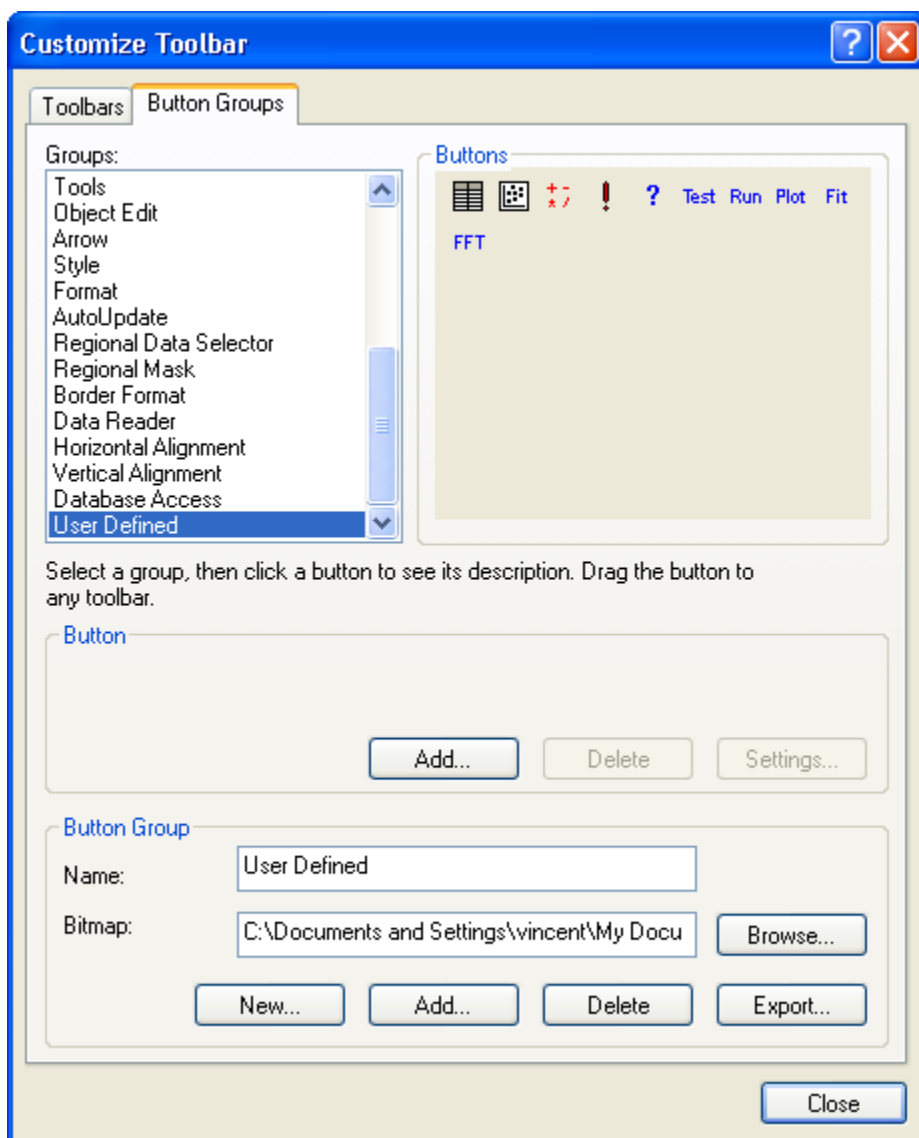 Customize Toolbar
Toolbars
Button Groups
Groups:
Tools
Object Edit
Arrow
Style
Format
AutoUpdate
Regional Data Selector
Regional Mask
Border Format
Data Reader
Horizontal Alignment
Vertical Alignment
Database Access
User Defined
Buttons
? Test Run Plot Fit
FFT
Select a group, then click a button to see its description. Drag the button to
any toolbar.
Button
Add... Delete Settings...
Button Group
Name: User Defined
Bitmap: C:\Documents and Settings\vincent\My Docu Browse...
New... Add... Delete Export...
Close